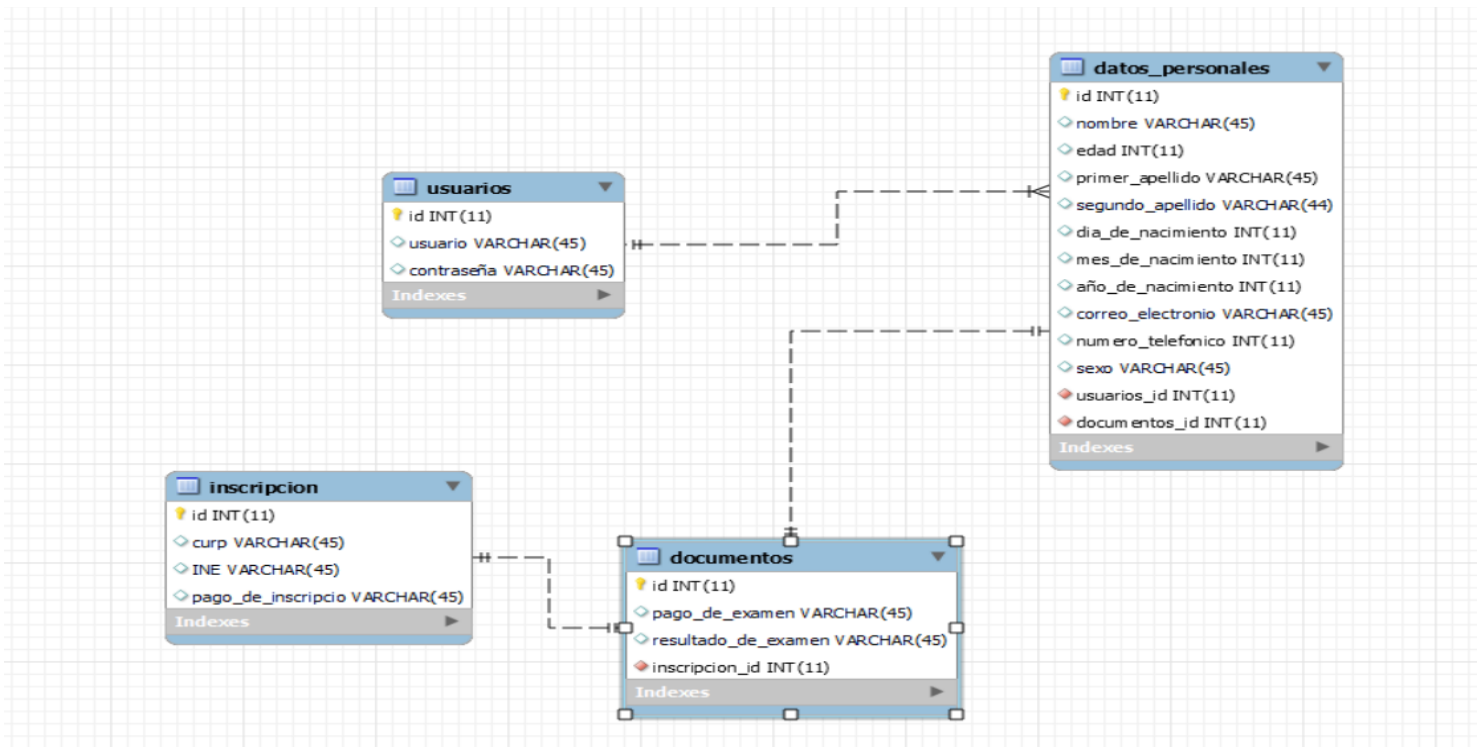 usuarios
id INT(11)
usuario VARCHAR(45)
contraseña VARCHAR(45)
Indexes
datos_personales
id INT(11)
nombre VARCHAR(45)
edad INT(11)
primer_apellido VARCHAR(45)
segundo_apellido VARCHAR(44)
dia_de_nacimiento INT(11)
mes_de_nacimiento INT(11)
año_de_nacimiento INT(11)
correo_electronio VARCHAR(45)
numero_telefonico INT(11)
sexo VARCHAR(45)
usuarios_id INT(11)
documentos_id INT(11)
Indexes
inscripcion
id INT(11)
curp VARCHAR(45)
INE VARCHAR(45)
pago_de_inscripcio VARCHAR(45)
Indexes
documentos
id INT(11)
pago_de_examen VARCHAR(45)
resultado_de_examen VARCHAR(45)
inscripcion_id INT(11)
Indexes